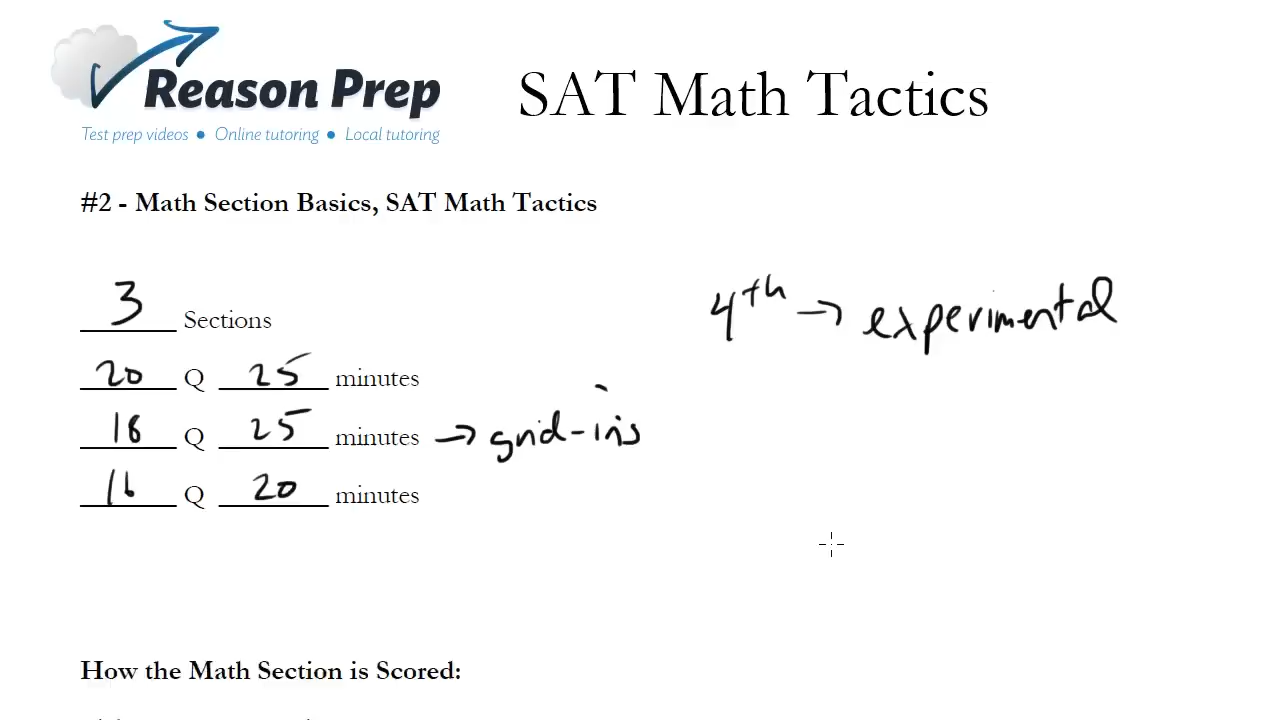 Reason Prep
Test prep videos • Online tutoring • Local tutoring
SAT Math Tactics
#2 - Math Section Basics, SAT Math Tactics
3 Sections
4th → experimental
20 Q 25 minutes
18 Q 25 minutes → grid-ins
16 Q 20 minutes
How the Math Section is Scored: